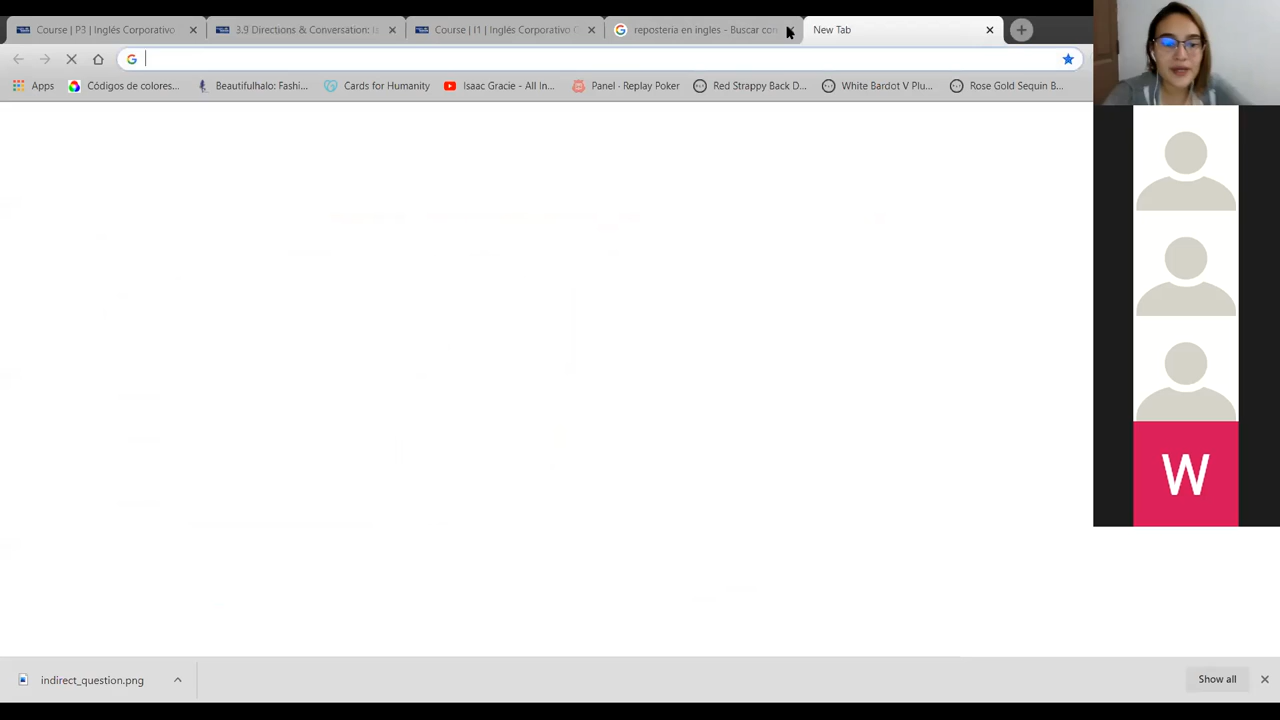 Course | P3 | Inglés Corporativo
3.9 Directions & Conversation: Is
Course | I1 | Inglés Corporativo
reposteria en ingles - Buscar con
New Tab
Apps
Códigos de colores...
Beautifulhalo: Fashi...
Cards for Humanity
Isaac Gracie - All In...
Panel - Replay Poker
Red Strappy Back D...
White Bardot V Plu...
Rose Gold Sequin B...
W
indirect_question.png
Show all